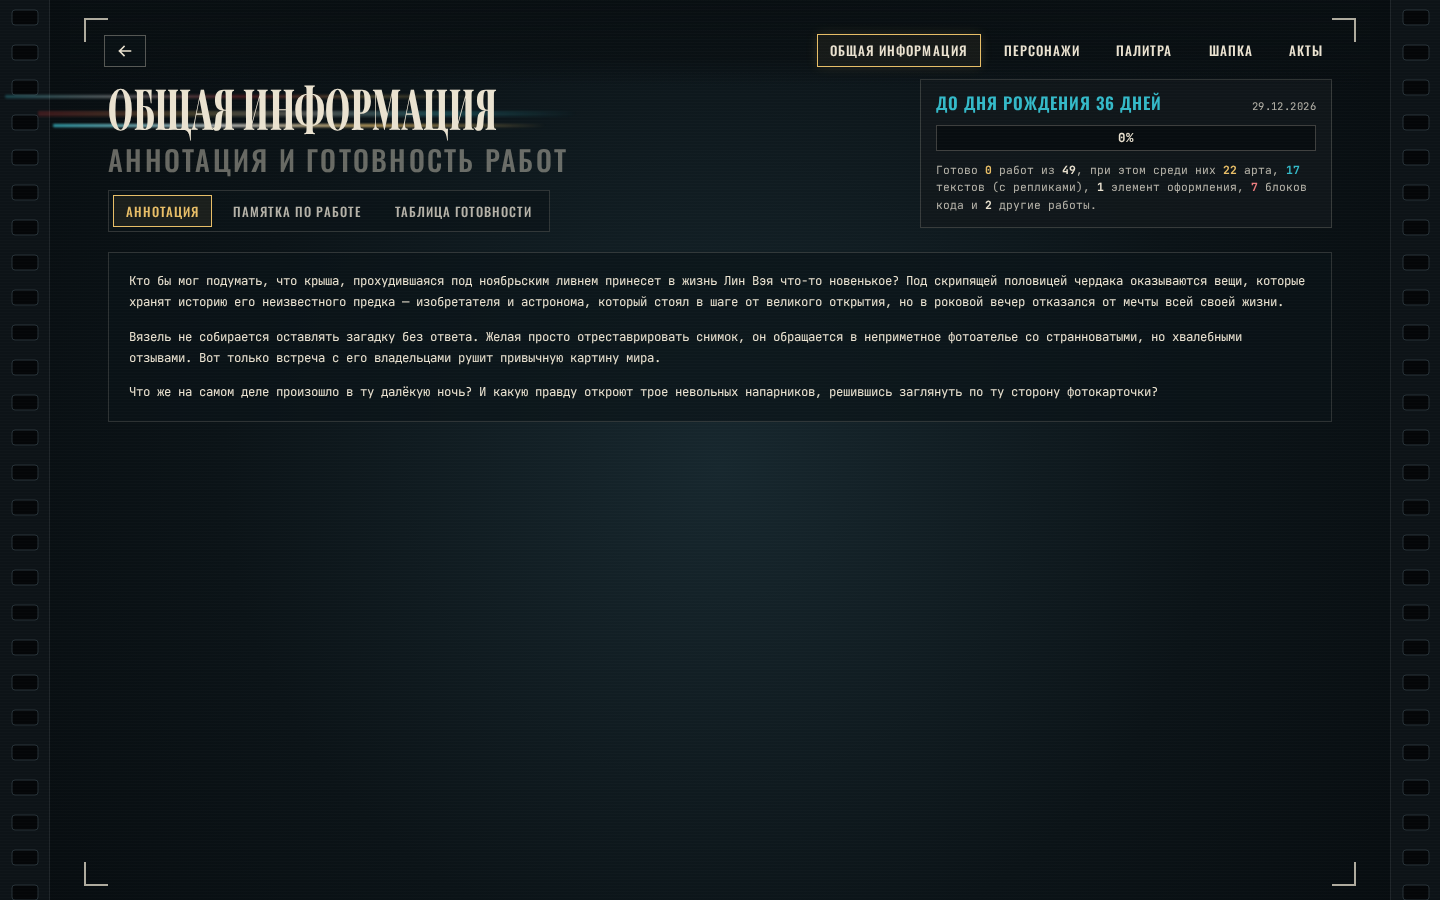 ←
ОБЩАЯ ИНФОРМАЦИЯ ПЕРСОНАЖИ ПАЛИТРА ШАПКА АКТЫ
ОБЩАЯ ИНФОРМАЦИЯ
АННОТАЦИЯ И ГОТОВНОСТЬ РАБОТ
АННОТАЦИЯ ПАМЯТКА ПО РАБОТЕ ТАБЛИЦА ГОТОВНОСТИ
ДО ДНЯ РОЖДЕНИЯ 36 ДНЕЙ 29.12.2026
0%
Готово 0 работ из 49, при этом среди них 22 арта, 17
текстов (с репликами), 1 элемент оформления, 7 блоков
кода и 2 другие работы.
Кто бы мог подумать, что крыша, прохудившаяся под ноябрьским ливнем принесет в жизнь Лин Вэя что-то новенькое? Под скрипящей половицей чердака оказываются вещи, которые
хранят историю его неизвестного предка — изобретателя и астронома, который стоял в шаге от великого открытия, но в роковой вечер отказался от мечты всей своей жизни.
Вязель не собирается оставлять загадку без ответа. Желая просто отреставрировать снимок, он обращается в неприметное фотоателье со странноватыми, но хвалебными
отзывами. Вот только встреча с его владельцами рушит привычную картину мира.
Что же на самом деле произошло в ту далёкую ночь? И какую правду откроют трое невольных напарников, решившись заглянуть по ту сторону фотокарточки?